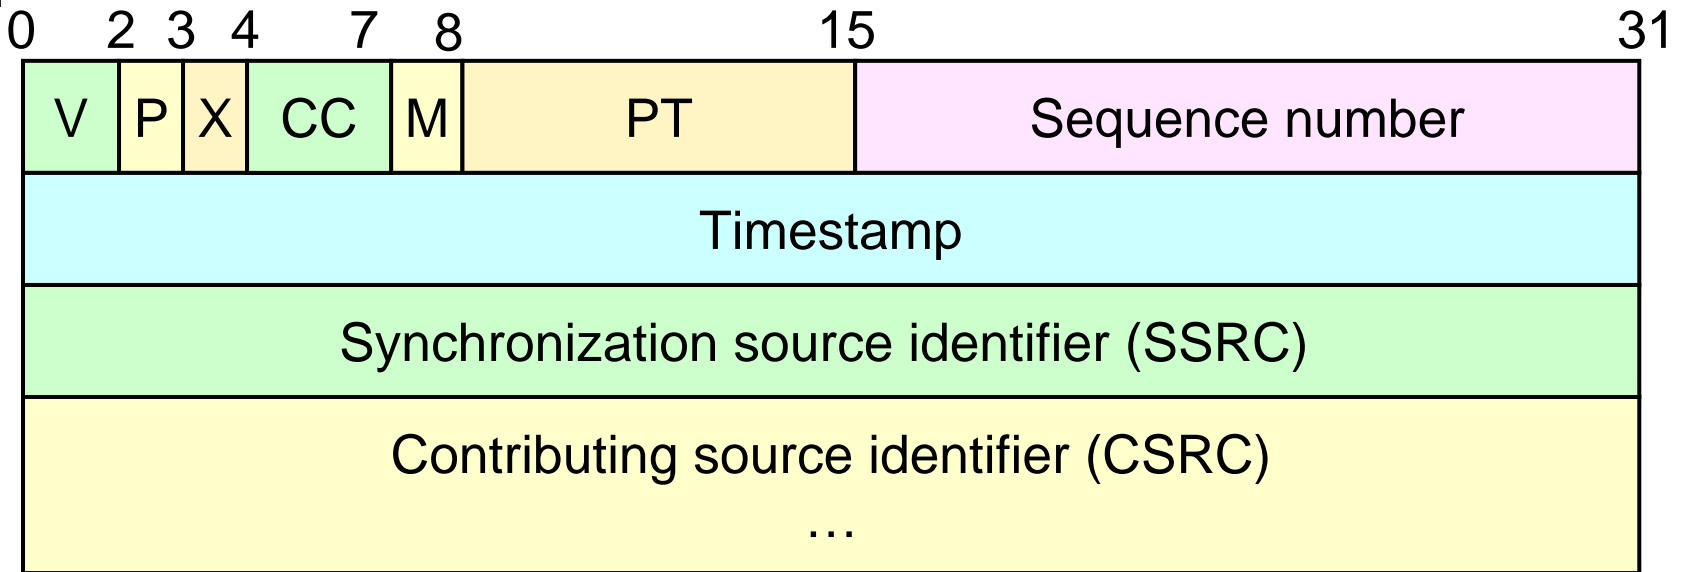 0 2 3 4 7 8 15 31
V P X CC M PT Sequence number
Timestamp
Synchronization source identifier (SSRC)
Contributing source identifier (CSRC)
…